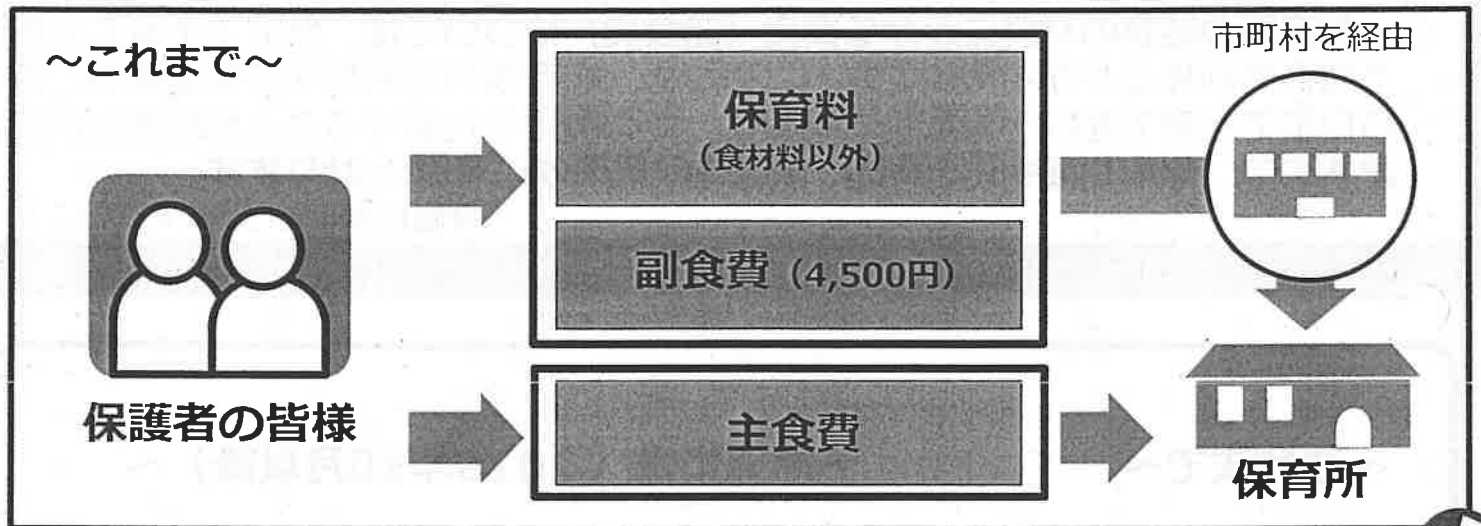 ~これまで~
市町村を経由
保育料
(食材料以外)
副食費(4,500円)
保護者の皆様
主食費
保育所